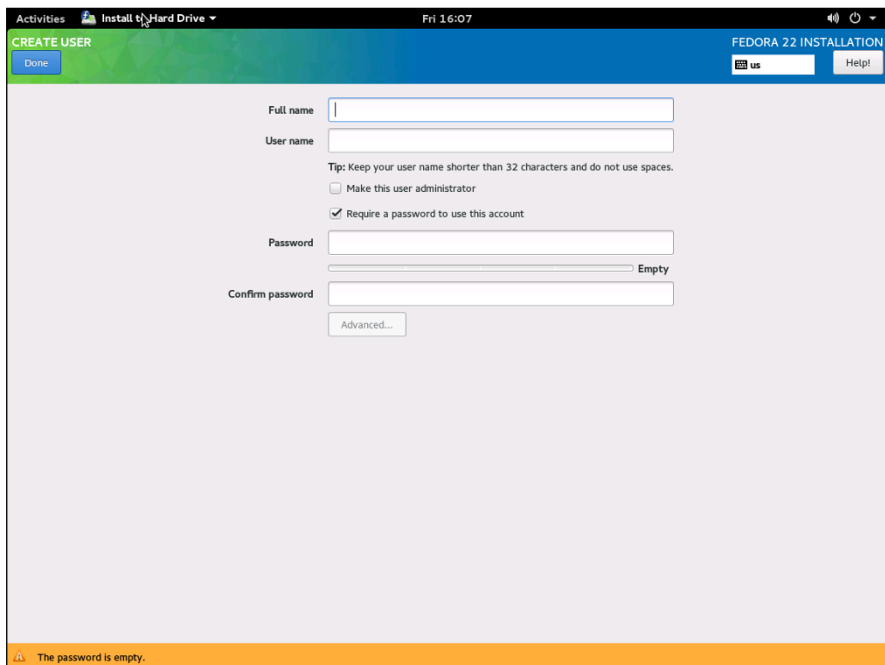 Activities Install to Hard Drive Fri 16:07
CREATE USER FEDORA 22 INSTALLATION
Done us Help!
Full name
User name
Tip: Keep your user name shorter than 32 characters and do not use spaces.
Make this user administrator
Require a password to use this account
Password
Empty
Confirm password
Advanced...
The password is empty.